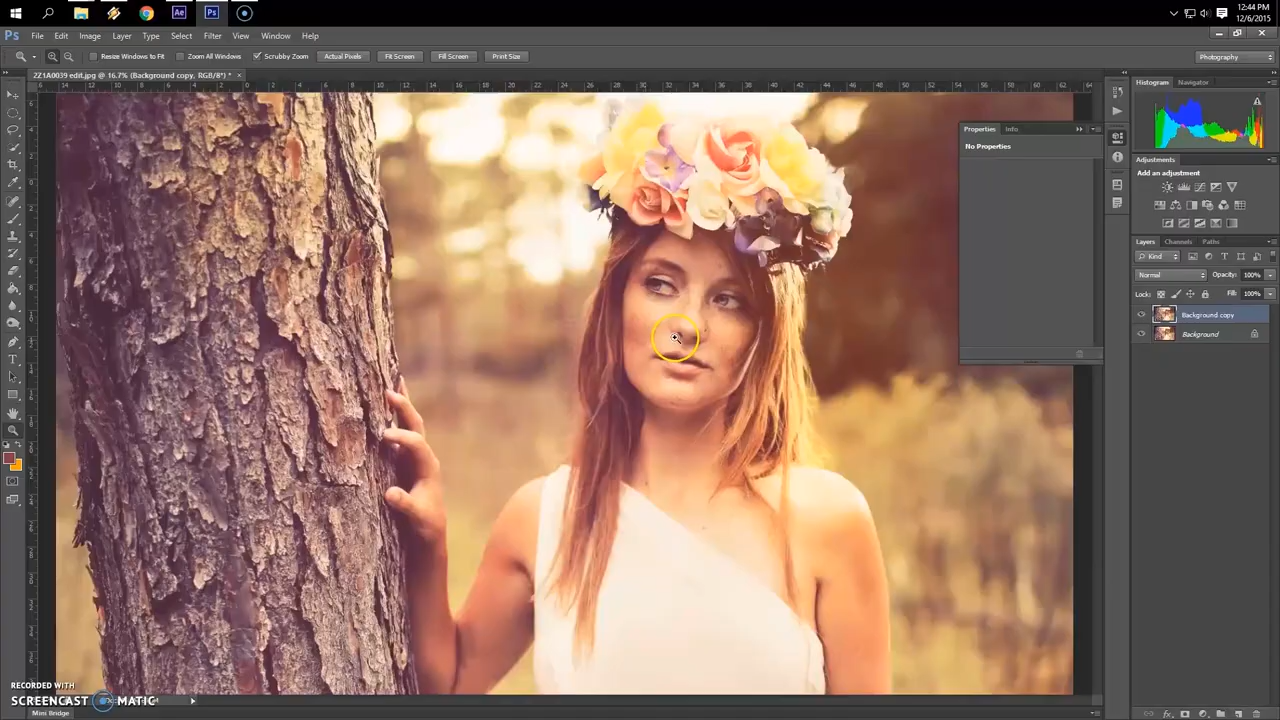 12:44 PM
12/6/2015
Ps File Edit Image Layer Type Select Filter View Window Help
Resize Windows to Fit All Windows Scrubby Zoom Actual Pixels Fit Screen Fill Screen Print Size Photography
2Z1A0039 edit.jpg @ 16.7% (Background copy, RGB/8*) * ×
Histogram Navigator
Properties Info
No Properties
Adjustments
Add an adjustment
Layers Channels Paths
Kind
Normal Opacity: 100%
Lock: Fill: 100%
Background copy
Background
RECORDED WITH
SCREENCAST MATIC
Mini Bridge